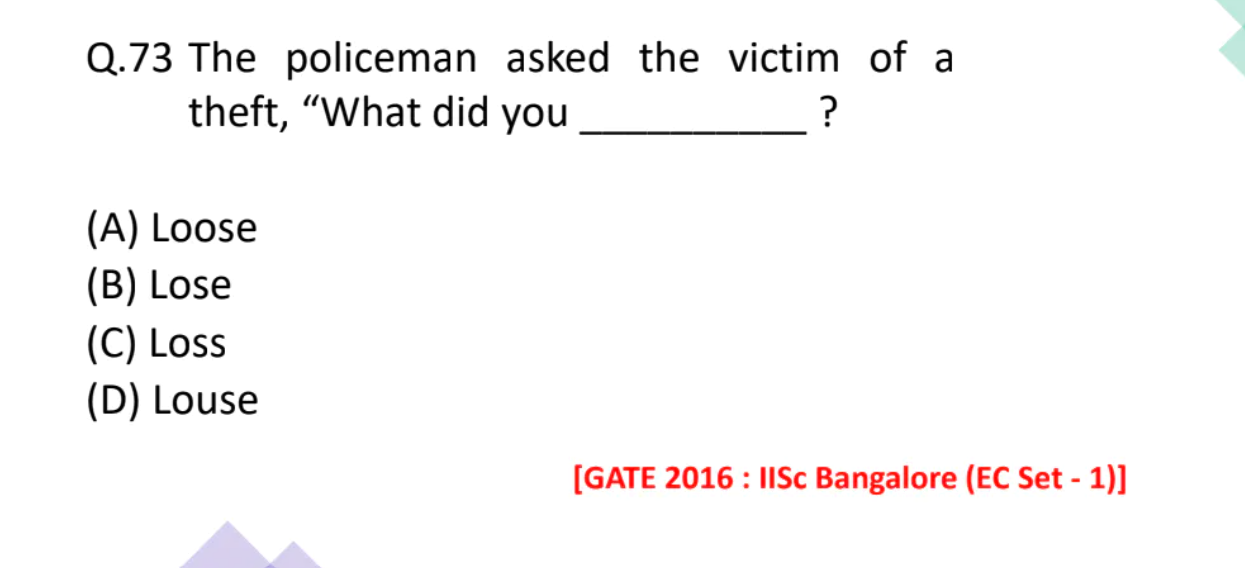 Q.73 The policeman asked the victim of a
theft, “What did you __________ ?
(A) Loose
(B) Lose
(C) Loss
(D) Louse
[GATE 2016 : IISc Bangalore (EC Set - 1)]